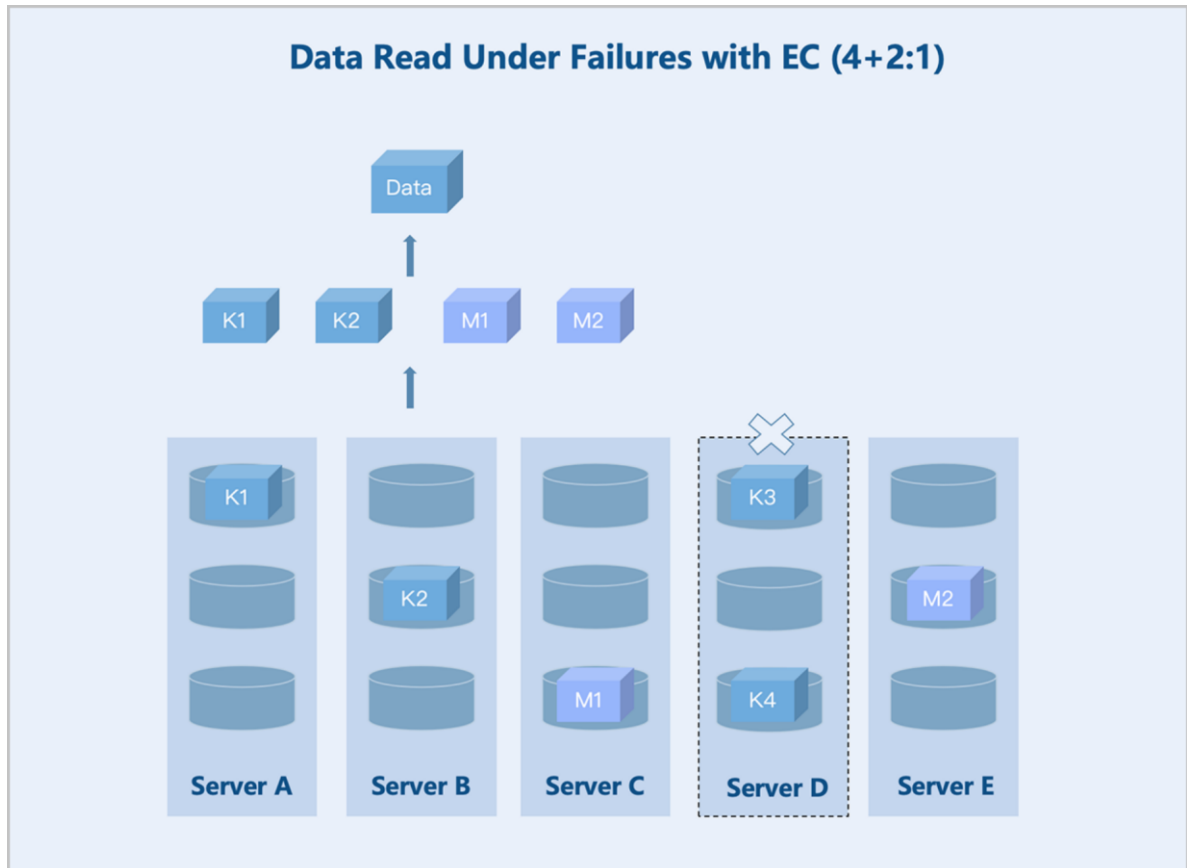 Data Read Under Failures with EC (4+2:1)
Data
K1 K2 M1 M2
K1 K3
K2 M2
M1 K4
Server A Server B Server C Server D Server E